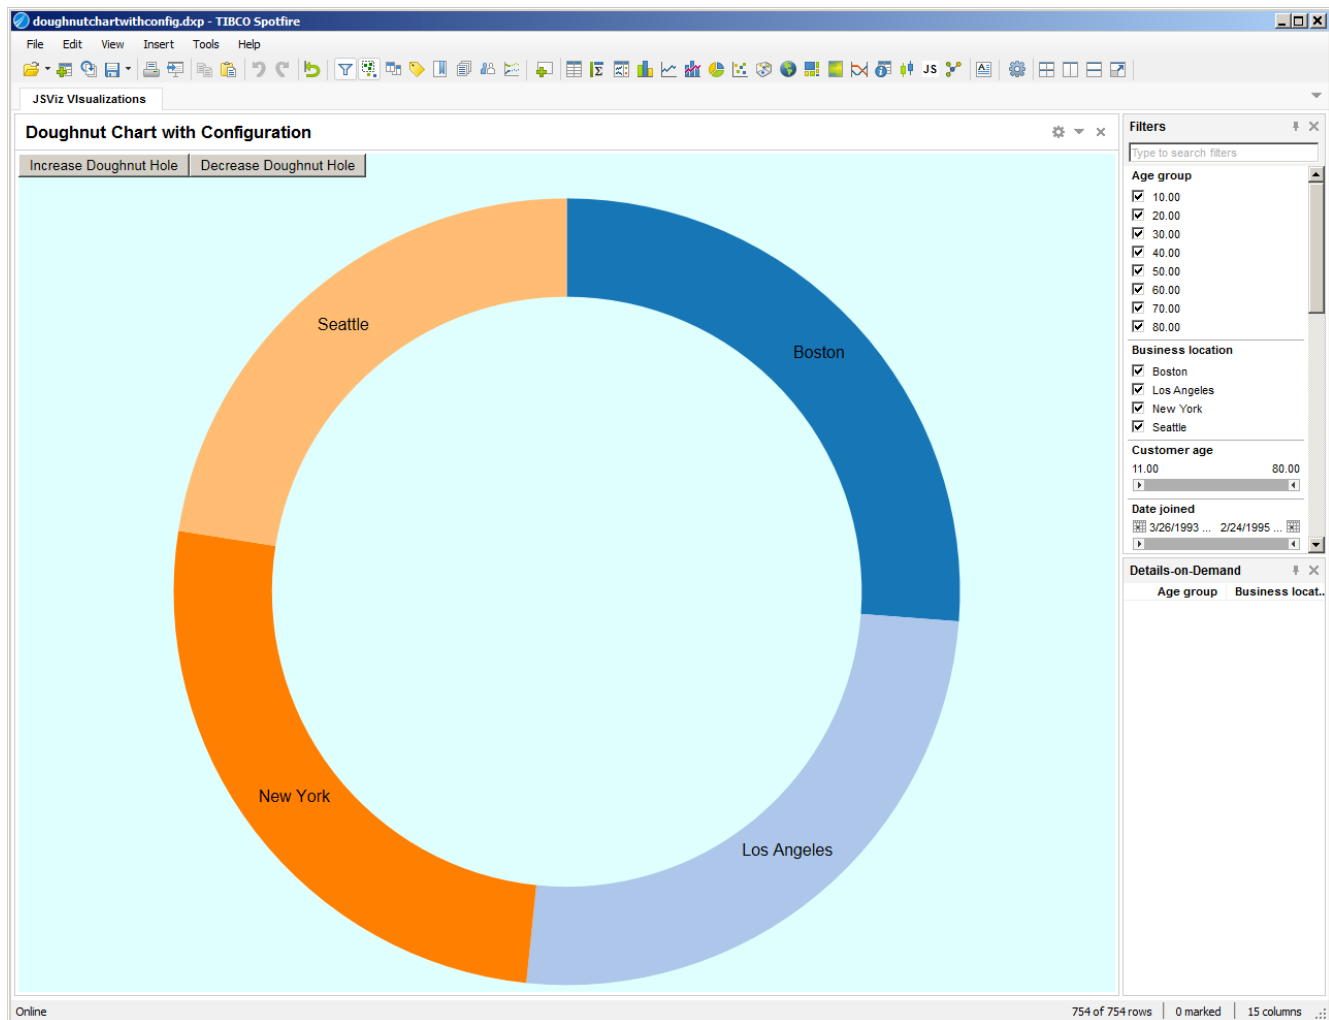 doughnutchartwithconfig.dxp - TIBCO Spotfire
File Edit View Insert Tools Help
JS
JSViz VIsualizations
Doughnut Chart with Configuration
Increase Doughnut Hole Decrease Doughnut Hole
Seattle
Boston
New York
Los Angeles
Filters
Type to search filters
Age group
10.00
20.00
30.00
40.00
50.00
60.00
70.00
80.00
Business location
Boston
Los Angeles
New York
Seattle
Customer age
11.00 80.00
Date joined
3/26/1993 ... 2/24/1995 ...
Details-on-Demand
Age group Business locat..
Online 754 of 754 rows 0 marked 15 columns